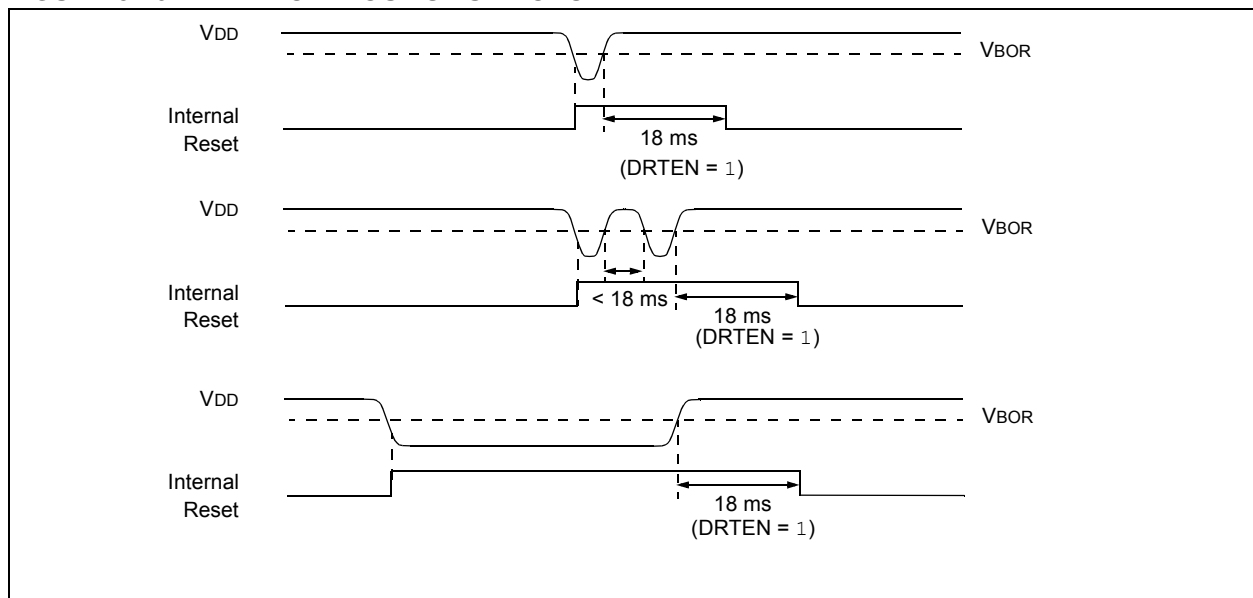 VDD
VBOR
Internal
Reset
18 ms
(DRTEN = 1)
VDD
VBOR
Internal
Reset
< 18 ms
18 ms
(DRTEN = 1)
VDD
VBOR
Internal
Reset
18 ms
(DRTEN = 1)